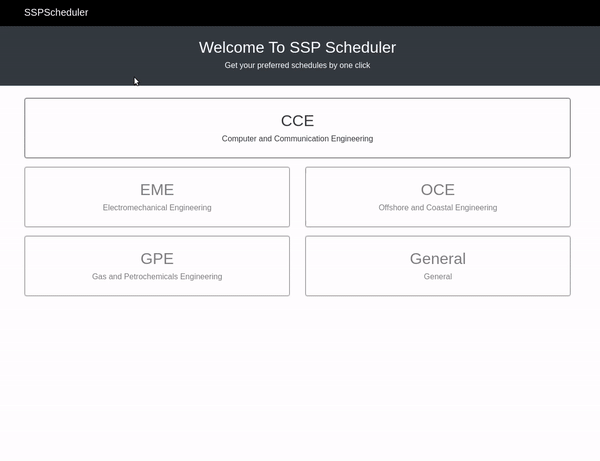 SSPScheduler
Welcome To SSP Scheduler
Get your preferred schedules by one click
CCE
Computer and Communication Engineering
EME
Electromechanical Engineering
OCE
Offshore and Coastal Engineering
GPE
Gas and Petrochemicals Engineering
General
General